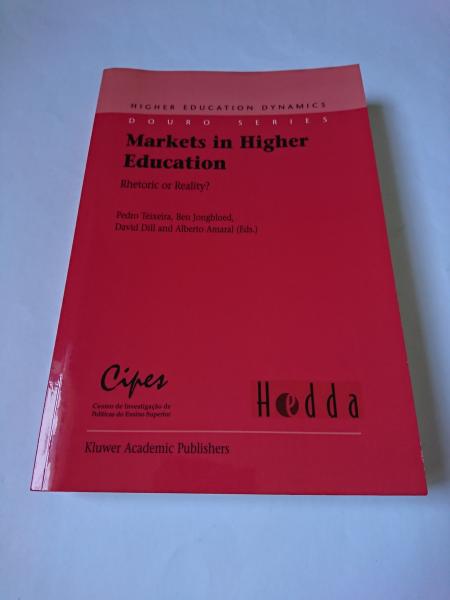 HIGHER EDUCATION DYNAMICS
DOURO SERIES
Markets in Higher
Education
Rhetoric or Reality?
Pedro Teixeira, Ben Jongbloed,
David Dill and Alberto Amaral (Eds.)
Cipes
Centro de Investigação de
Políticas do Ensino Superior
Hedda
Kluwer Academic Publishers